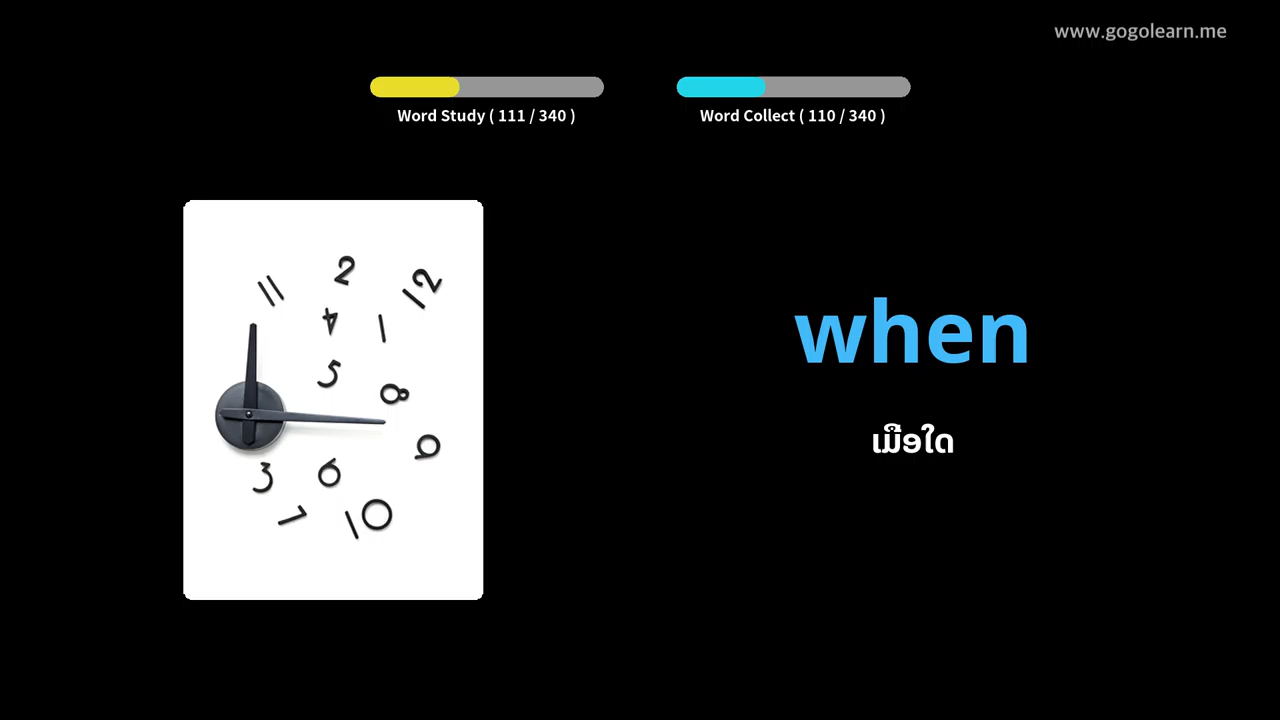 www.gogolearn.me
Word Study ( 111 / 340 )
Word Collect ( 110 / 340 )
11
2
12
4
1
5
8
9
3
6
7
10
when
ເມືອໃດ